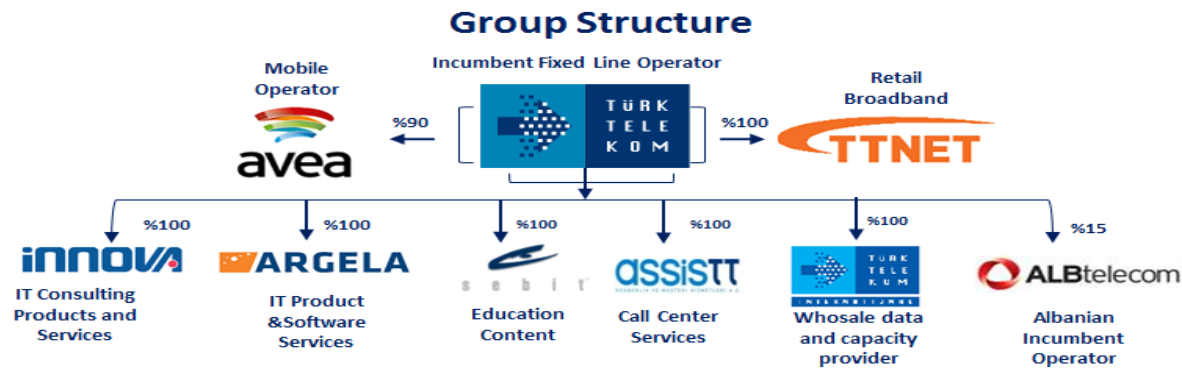 Group Structure
Incumbent Fixed Line Operator
Mobile
Operator
avea
%90
TÜRK
TELE
KOM
%100
Retail
Broadband
TTNET
%100
innova
IT Consulting
Products and
Services
%100
ARGELA
IT Product
&Software
Services
%100
sebit
Education
Content
%100
assisTT
Call Center
Services
%100
TÜRK
TELE
KOM
INTERNATIONAL
Whosale data
and capacity
provider
%15
ALBtelecom
Albanian
Incumbent
Operator